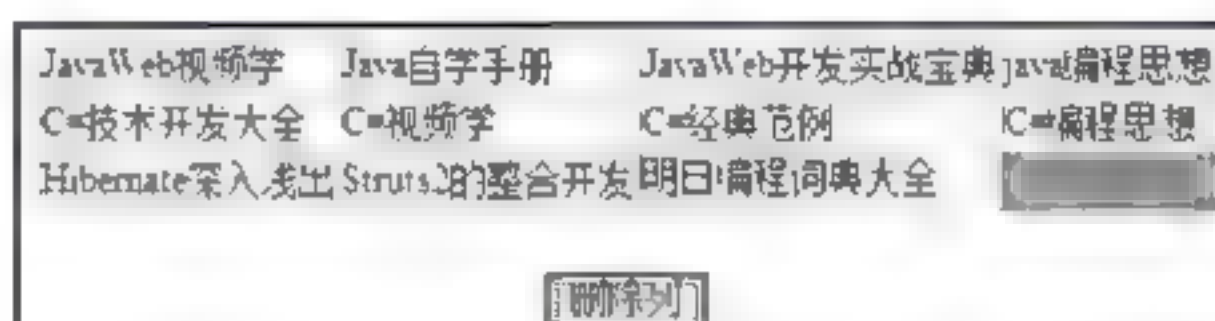 JavaWeb视频学 Java自学手册 JavaWeb开发实战宝典 java编程思想
C#技术开发大全 C#视频学 C#经典范例 C#编程思想
Hibernate深入浅出 Struts2的整合开发 明日编程词典大全
删除列